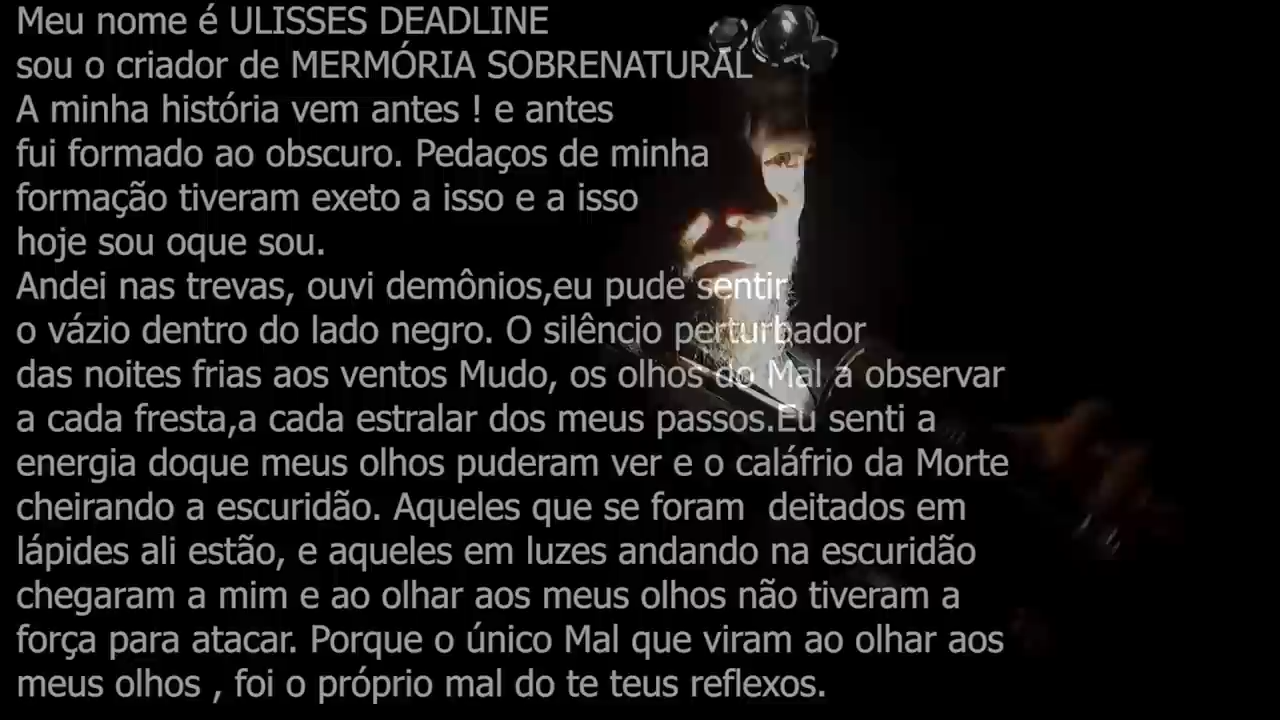 Meu nome é ULISSES DEADLINE
sou o criador de MERMÓRIA SOBRENATURAL
A minha história vem antes ! e antes
fui formado ao obscuro. Pedaços de minha
formação tiveram exeto a isso e a isso
hoje sou oque sou.
Andei nas trevas, ouvi demônios,eu pude sentir
o vázio dentro do lado negro. O silêncio perturbador
das noites frias aos ventos Mudo, os olhos do Mal á observar
a cada fresta,a cada estralar dos meus passos.Eu senti a
energia doque meus olhos puderam ver e o caláfrio da Morte
cheirando a escuridão. Aqueles que se foram  deitados em
lápides ali estão, e aqueles em luzes andando na escuridão
chegaram a mim e ao olhar aos meus olhos não tiveram a
força para atacar. Porque o único Mal que viram ao olhar aos
meus olhos , foi o próprio mal do te teus reflexos.